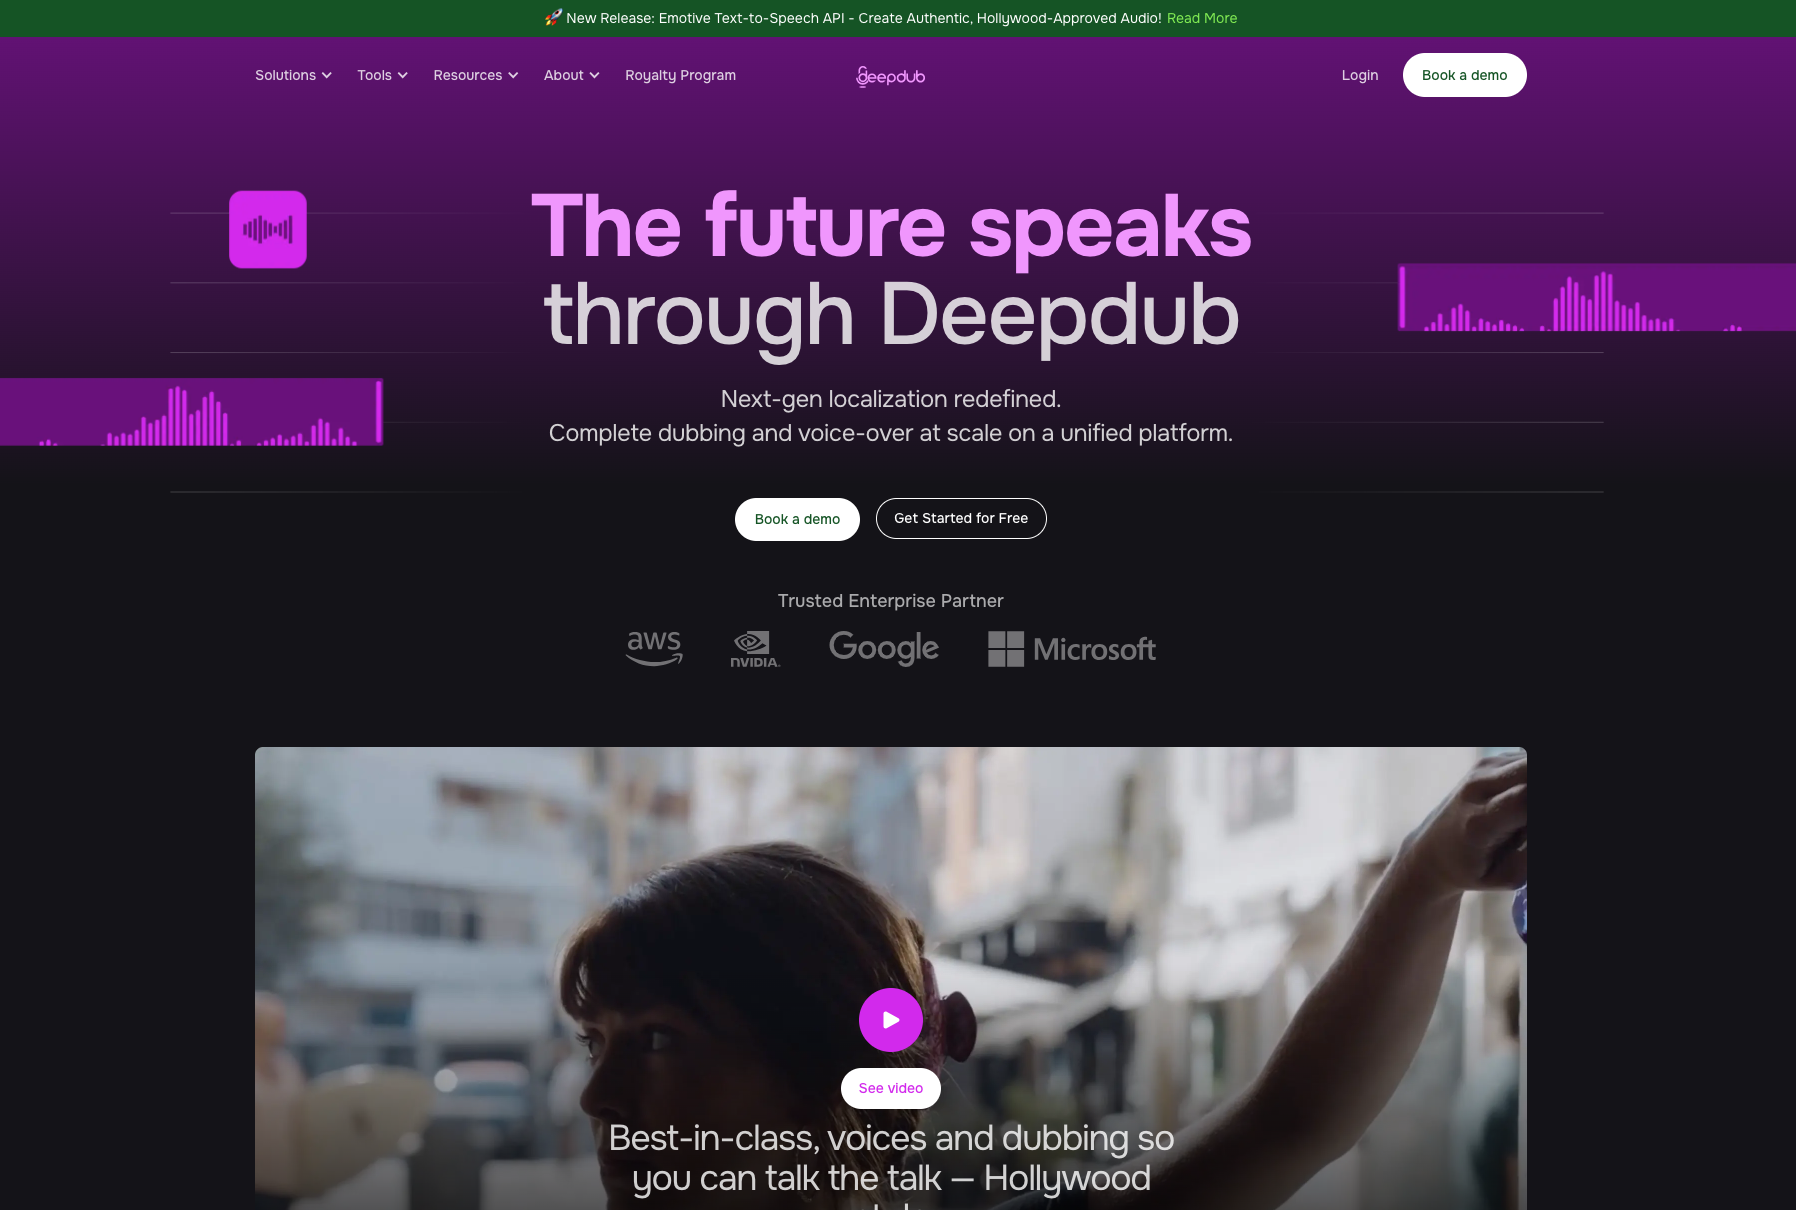 🚀 New Release: Emotive Text-to-Speech API - Create Authentic, Hollywood-Approved Audio! Read More
Solutions
Tools
Resources
About
Royalty Program
deepdub
Login
Book a demo
The future speaks
through Deepdub
Next-gen localization redefined.
Complete dubbing and voice-over at scale on a unified platform.
Book a demo
Get Started for Free
Trusted Enterprise Partner
aws
NVIDIA.
Google
Microsoft
See video
Best-in-class, voices and dubbing so
you can talk the talk — Hollywood